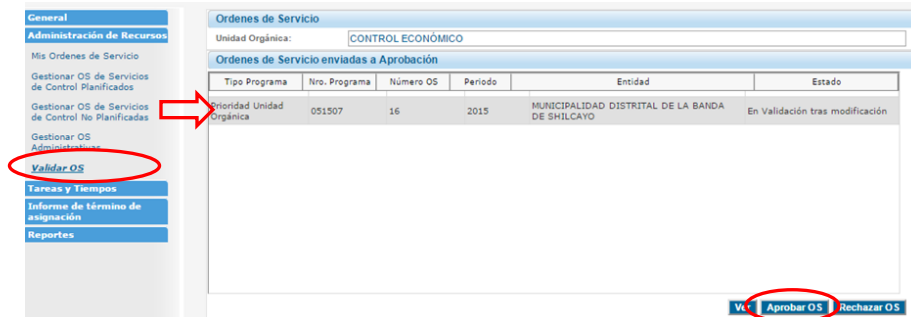 General
Administración de Recursos
Mis Ordenes de Servicio
Gestionar OS de Servicios
de Control Planificados
Gestionar OS de Servicios
de Control No Planificadas
Gestionar OS
Administrativas
Validar OS
Tareas y Tiempos
Informe de término de
asignación
Reportes
Ordenes de Servicio
Unidad Orgánica: CONTROL ECONÓMICO
Ordenes de Servicio enviadas a Aprobación
Tipo Programa Nro. Programa Número OS Periodo Entidad Estado
Prioridad Unidad
Orgánica
051507 16 2015
MUNICIPALIDAD DISTRITAL DE LA BANDA
DE SHILCAYO
En Validación tras modificación
Ver Aprobar OS Rechazar OS